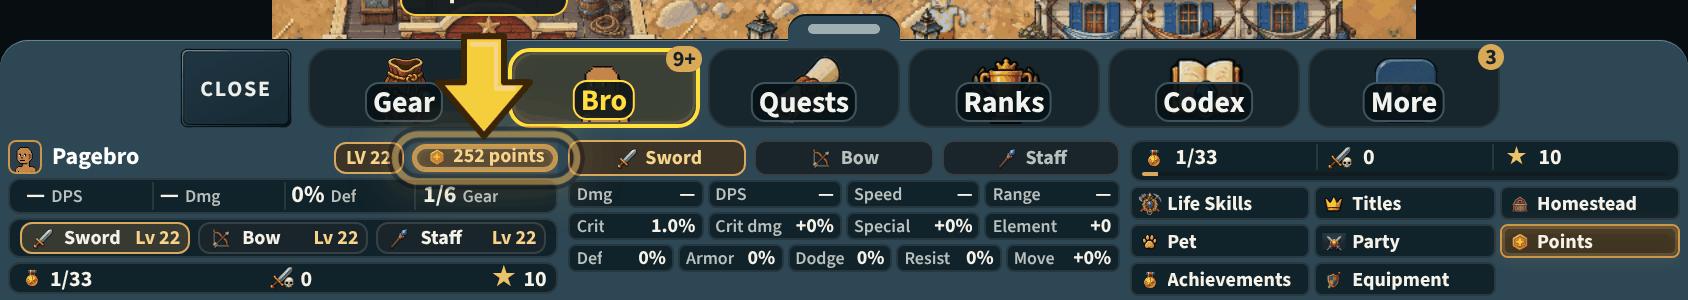 CLOSE
Gear
Bro
9+
Quests
Ranks
Codex
More
3
Pagebro
LV 22
252 points
— DPS
— Dmg
0% Def
1/6 Gear
Sword Lv 22
Bow Lv 22
Staff Lv 22
1/33
0
10
Sword
Bow
Staff
Dmg —
DPS —
Speed —
Range —
Crit 1.0%
Crit dmg +0%
Special +0%
Element +0
Def 0%
Armor 0%
Dodge 0%
Resist 0%
Move +0%
1/33
0
10
Life Skills
Titles
Homestead
Pet
Party
Points
Achievements
Equipment